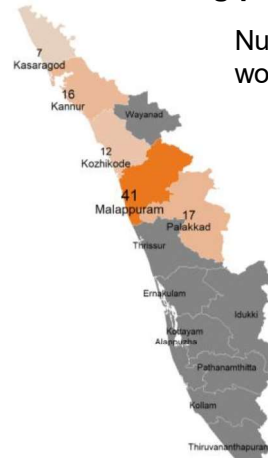 Nu
wo
7
Kasaragod
16
Kannur
Wayanad
12
Kozhikode
41
Malappuram
17
Palakkad
Thrissur
Ernakulam
Idukki
Kottayam
Alappuzha
Pathanamthitta
Kollam
Thiruvananthapuram